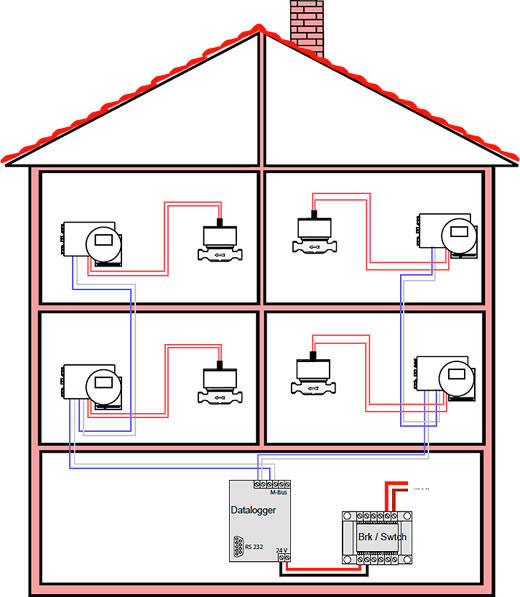 M-Bus
Datalogger
RS 232
24 V
Brk / Swtch